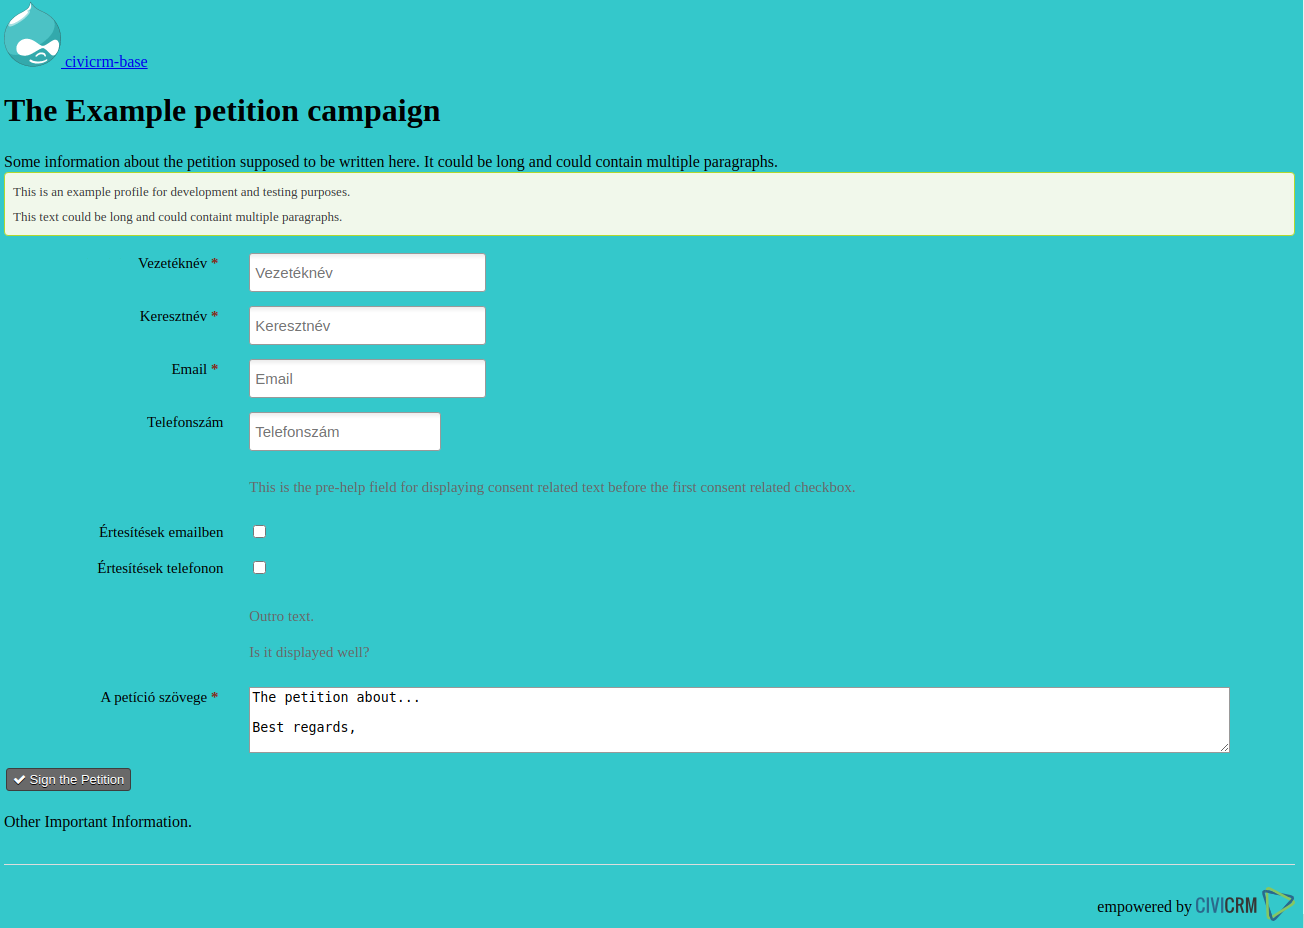 civicrm-base
The Example petition campaign
Some information about the petition supposed to be written here. It could be long and could contain multiple paragraphs.
This is an example profile for development and testing purposes.
This text could be long and could containt multiple paragraphs.
Vezetéknév *
Vezetéknév
Keresztnév *
Keresztnév
Email *
Email
Telefonszám
Telefonszám
This is the pre-help field for displaying consent related text before the first consent related checkbox.
Értesítések emailben
Értesítések telefonon
Outro text.
Is it displayed well?
A petíció szövege *
The petition about...
Best regards,
Sign the Petition
Other Important Information.
empowered by CIVICRM